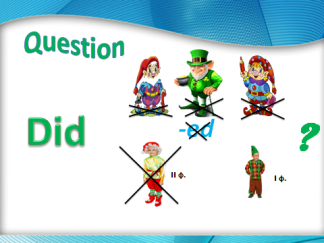 Question
Did
-ed
?
II ф.
I ф.